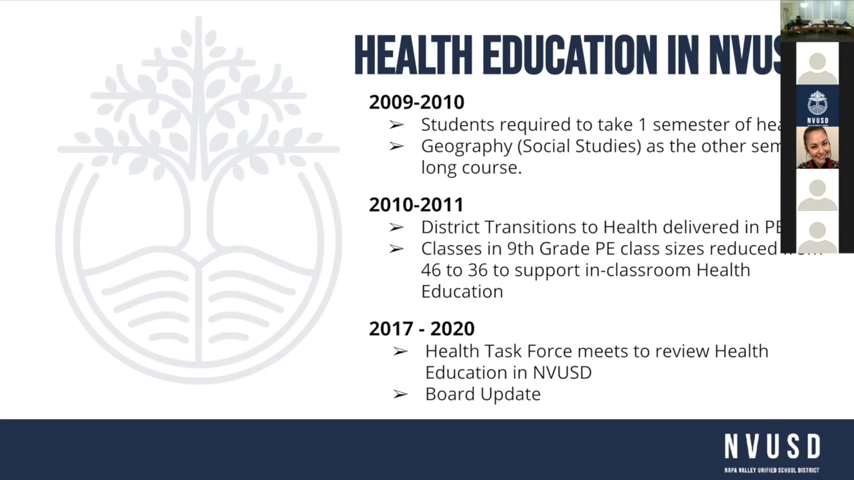 HEALTH EDUCATION IN NVUS
2009-2010
➢ Students required to take 1 semester of
➢ Geography (Social Studies) as the other
long course.
2010-2011
➢ District Transitions to Health delivered in
➢ Classes in 9th Grade PE class sizes reduced from
46 to 36 to support in-classroom Health
Education
2017 - 2020
➢ Health Task Force meets to review Health
Education in NVUSD
➢ Board Update
NVUSD
NVUSD
NAPA VALLEY UNIFIED SCHOOL DISTRICT